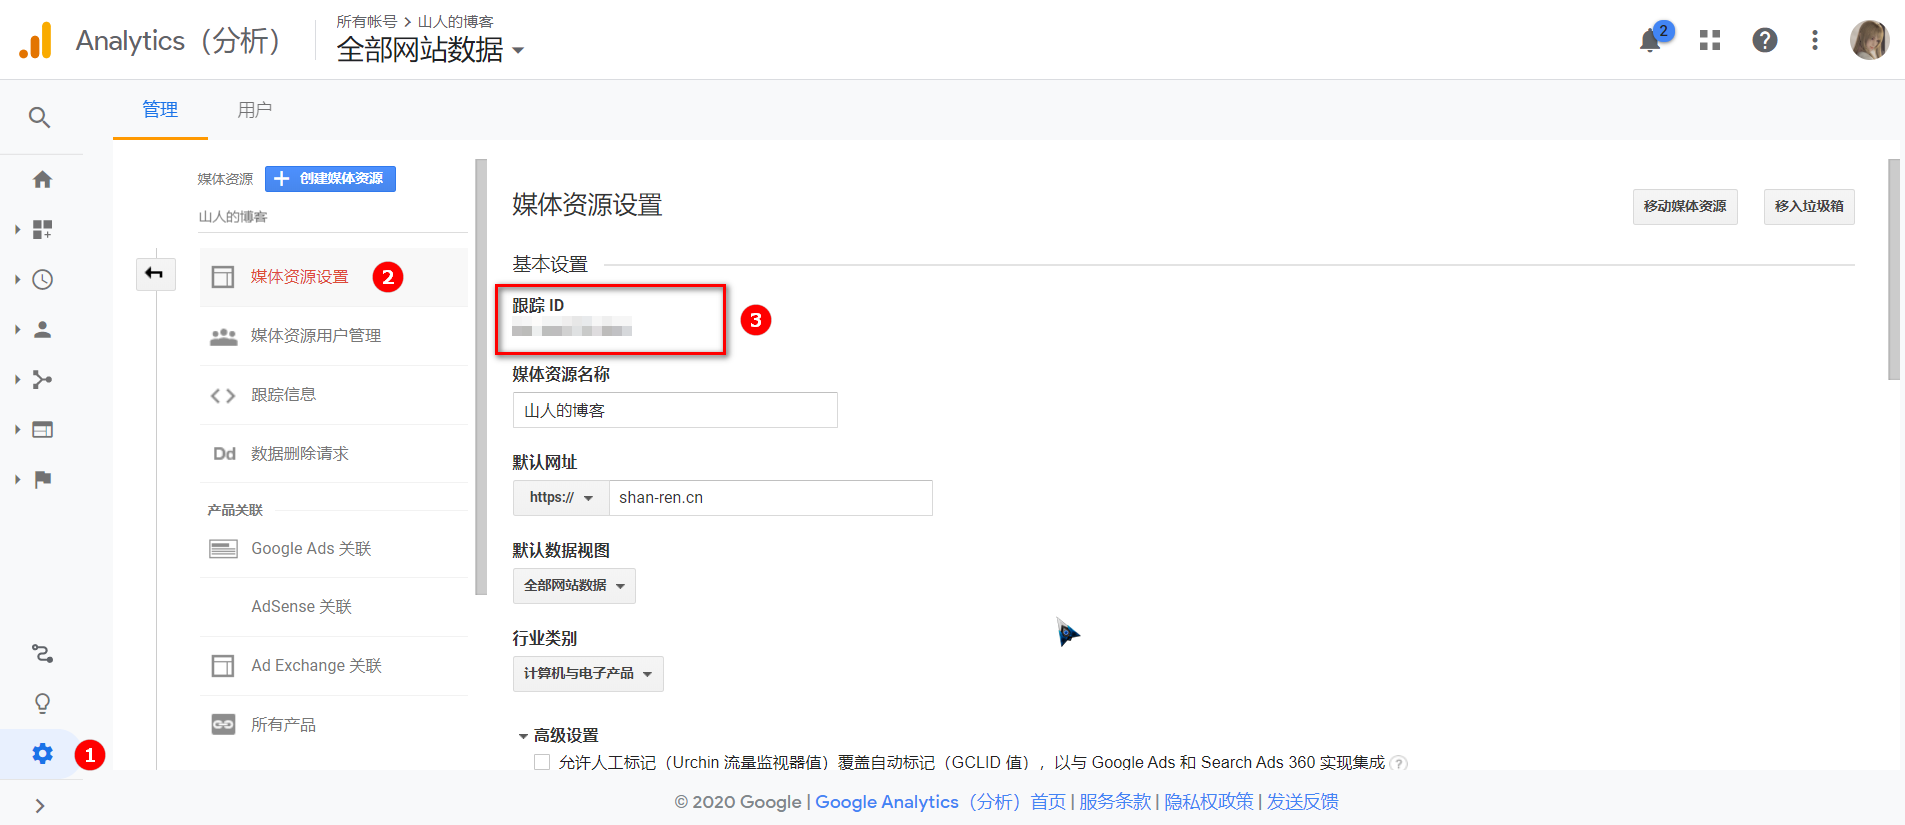 Analytics（分析）
所有帐号 > 山人的博客
全部网站数据
2
管理
用户
媒体资源
创建媒体资源
山人的博客
媒体资源设置
2
媒体资源用户管理
跟踪信息
Dd 数据删除请求
产品关联
Google Ads 关联
AdSense 关联
Ad Exchange 关联
所有产品
1
媒体资源设置
移动媒体资源
移入垃圾箱
基本设置
跟踪 ID
3
媒体资源名称
山人的博客
默认网址
https://
shan-ren.cn
默认数据视图
全部网站数据
行业类别
计算机与电子产品
高级设置
允许人工标记（Urchin 流量监视器值）覆盖自动标记（GCLID 值），以与 Google Ads 和 Search Ads 360 实现集成 ?
© 2020 Google | Google Analytics（分析）首页 | 服务条款 | 隐私权政策 | 发送反馈